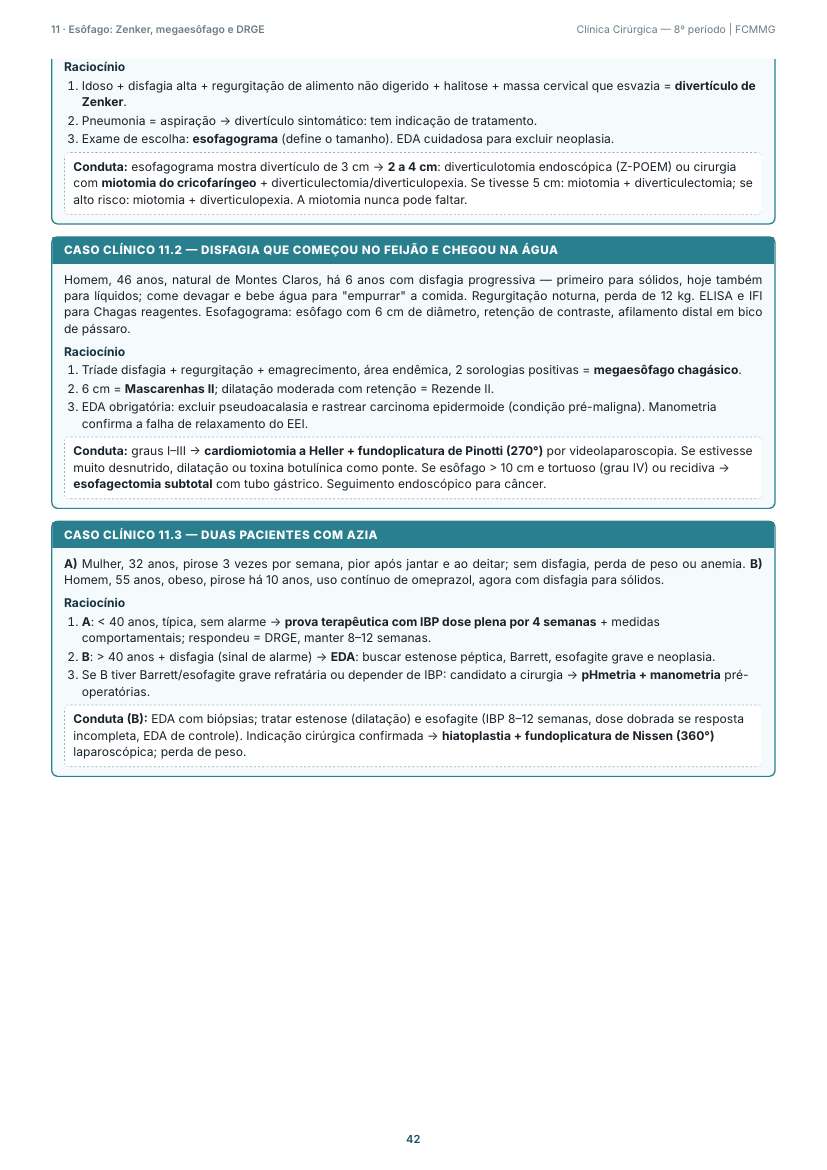 11 · Esôfago: Zenker, megaesôfago e DRGE
Clínica Cirúrgica — 8º período | FCMMG
Raciocínio
1. Idoso + disfagia alta + regurgitação de alimento não digerido + halitose + massa cervical que esvazia = divertículo de
Zenker.
2. Pneumonia = aspiração → divertículo sintomático: tem indicação de tratamento.
3. Exame de escolha: esofagograma (define o tamanho). EDA cuidadosa para excluir neoplasia.
Conduta: esofagograma mostra divertículo de 3 cm → 2 a 4 cm: diverticulotomia endoscópica (Z-POEM) ou cirurgia
com miotomia do cricofaríngeo + diverticulectomia/diverticulopexia. Se tivesse 5 cm: miotomia + diverticulectomia; se
alto risco: miotomia + diverticulopexia. A miotomia nunca pode faltar.
CASO CLÍNICO 11.2 — DISFAGIA QUE COMEÇOU NO FEIJÃO E CHEGOU NA ÁGUA
Homem, 46 anos, natural de Montes Claros, há 6 anos com disfagia progressiva — primeiro para sólidos, hoje também
para líquidos; come devagar e bebe água para "empurrar" a comida. Regurgitação noturna, perda de 12 kg. ELISA e IFI
para Chagas reagentes. Esofagograma: esôfago com 6 cm de diâmetro, retenção de contraste, afilamento distal em bico
de pássaro.
Raciocínio
1. Tríade disfagia + regurgitação + emagrecimento, área endêmica, 2 sorologias positivas = megaesôfago chagásico.
2. 6 cm = Mascarenhas II; dilatação moderada com retenção = Rezende II.
3. EDA obrigatória: excluir pseudoacalasia e rastrear carcinoma epidermoide (condição pré-maligna). Manometria
confirma a falha de relaxamento do EEI.
Conduta: graus I–III → cardiomiotomia a Heller + fundoplicatura de Pinotti (270°) por videolaparoscopia. Se estivesse
muito desnutrido, dilatação ou toxina botulínica como ponte. Se esôfago > 10 cm e tortuoso (grau IV) ou recidiva →
esofagectomia subtotal com tubo gástrico. Seguimento endoscópico para câncer.
CASO CLÍNICO 11.3 — DUAS PACIENTES COM AZIA
A) Mulher, 32 anos, pirose 3 vezes por semana, pior após jantar e ao deitar; sem disfagia, perda de peso ou anemia. B)
Homem, 55 anos, obeso, pirose há 10 anos, uso contínuo de omeprazol, agora com disfagia para sólidos.
Raciocínio
1. A: < 40 anos, típica, sem alarme → prova terapêutica com IBP dose plena por 4 semanas + medidas
comportamentais; respondeu = DRGE, manter 8–12 semanas.
2. B: > 40 anos + disfagia (sinal de alarme) → EDA: buscar estenose péptica, Barrett, esofagite grave e neoplasia.
3. Se B tiver Barrett/esofagite grave refratária ou depender de IBP: candidato a cirurgia → pHmetria + manometria pré-
operatórias.
Conduta (B): EDA com biópsias; tratar estenose (dilatação) e esofagite (IBP 8–12 semanas, dose dobrada se resposta
incompleta, EDA de controle). Indicação cirúrgica confirmada → hiatoplastia + fundoplicatura de Nissen (360°)
laparoscópica; perda de peso.
42